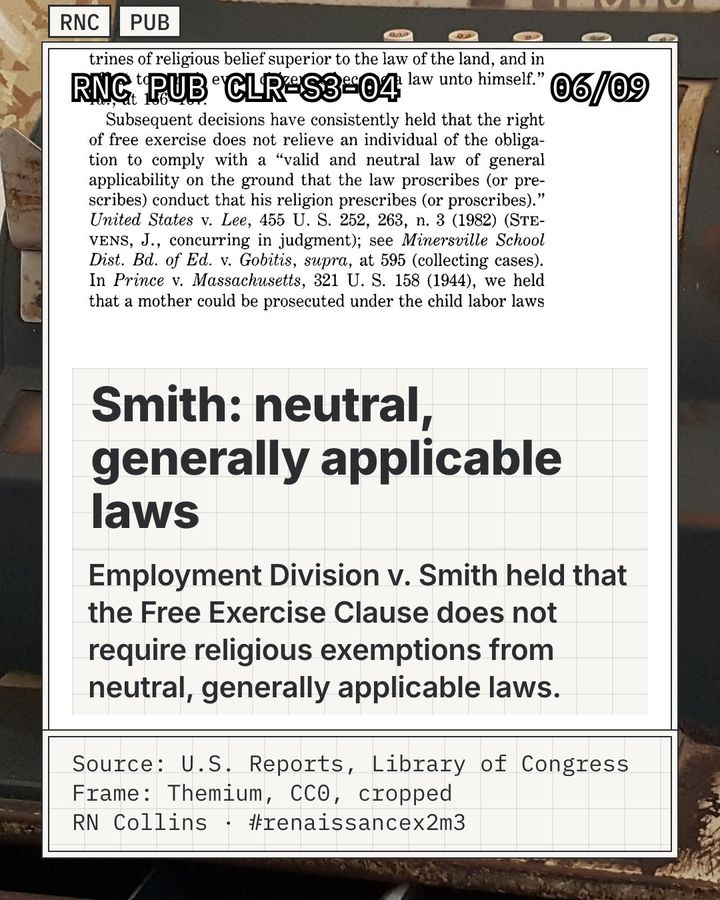 RNC PUB
trines of religious belief superior to the law of the land, and in
to become a law unto himself.”
RNC PUB CLR-S3-04 06/09
Subsequent decisions have consistently held that the right
of free exercise does not relieve an individual of the obliga-
tion to comply with a “valid and neutral law of general
applicability on the ground that the law proscribes (or pre-
scribes) conduct that his religion prescribes (or proscribes).”
United States v. Lee, 455 U. S. 252, 263, n. 3 (1982) (STE-
VENS, J., concurring in judgment); see Minersville School
Dist. Bd. of Ed. v. Gobitis, supra, at 595 (collecting cases).
In Prince v. Massachusetts, 321 U. S. 158 (1944), we held
that a mother could be prosecuted under the child labor laws
Smith: neutral,
generally applicable
laws
Employment Division v. Smith held that
the Free Exercise Clause does not
require religious exemptions from
neutral, generally applicable laws.
Source: U.S. Reports, Library of Congress
Frame: Themium, CC0, cropped
RN Collins · #renaissancex2m3